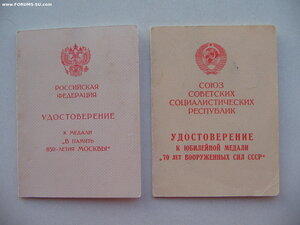 www.FORUMS-SU.com
РОССИЙСКАЯ
ФЕДЕРАЦИЯ
УДОСТОВЕРЕНИЕ
К МЕДАЛИ
„В ПАМЯТЬ
850-ЛЕТИЯ МОСКВЫ“
СОЮЗ
СОВЕТСКИХ
СОЦИАЛИСТИЧЕСКИХ
РЕСПУБЛИК
УДОСТОВЕРЕНИЕ
К ЮБИЛЕЙНОЙ МЕДАЛИ
„70 ЛЕТ ВООРУЖЕННЫХ СИЛ СССР“